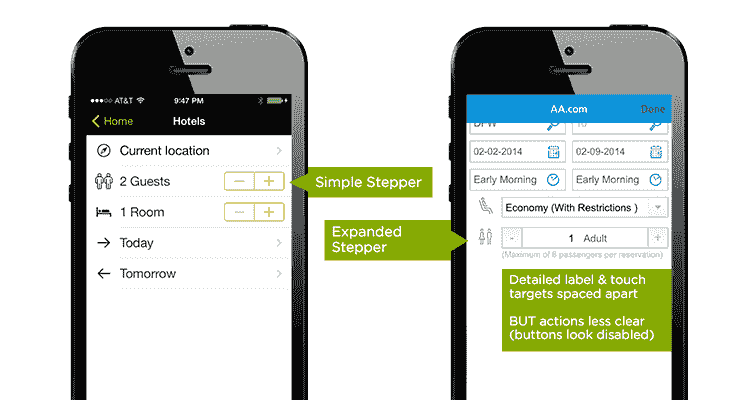 AT&T 9:47 PM
Home Hotels
Current location
2 Guests − +
1 Room − +
Today
Tomorrow
Simple Stepper
Expanded
Stepper
AA.com Done
DFW
02-02-2014 02-09-2014
Early Morning Early Morning
Economy (With Restrictions )
- 1 Adult +
(Maximum of 6 passengers per reservation)
Detailed label & touch
targets spaced apart
BUT actions less clear
(buttons look disabled)